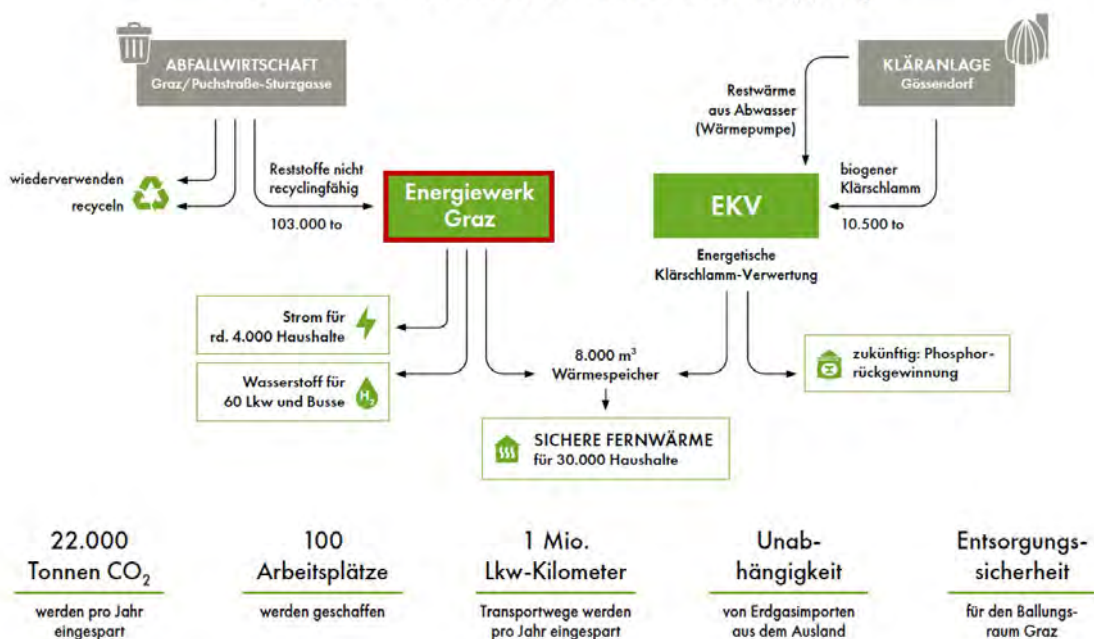 ABFALLWIRTSCHAFT
Graz/Puchstraße-Sturzgasse
KLÄRANLAGE
Gössendorf
Restwärme
aus Abwasser
(Wärmepumpe)
wiederverwenden
recyceln
Reststoffe nicht
recyclingfähig
103.000 to
Energiewerk
Graz
EKV
biogener
Klärschlamm
10.500 to
Energetische
Klärschlamm-Verwertung
Strom für
rd. 4.000 Haushalte
Wasserstoff für
60 Lkw und Busse
H₂
8.000 m³
Wärmespeicher
zukünftig: Phosphor-
rückgewinnung
SICHERE FERNWÄRME
für 30.000 Haushalte
22.000
Tonnen CO₂
werden pro Jahr
eingespart
100
Arbeitsplätze
werden geschaffen
1 Mio.
Lkw-Kilometer
Transportwege werden
pro Jahr eingespart
Unab-
hängigkeit
von Erdgasimporten
aus dem Ausland
Entsorgungs-
sicherheit
für den Ballungs-
raum Graz